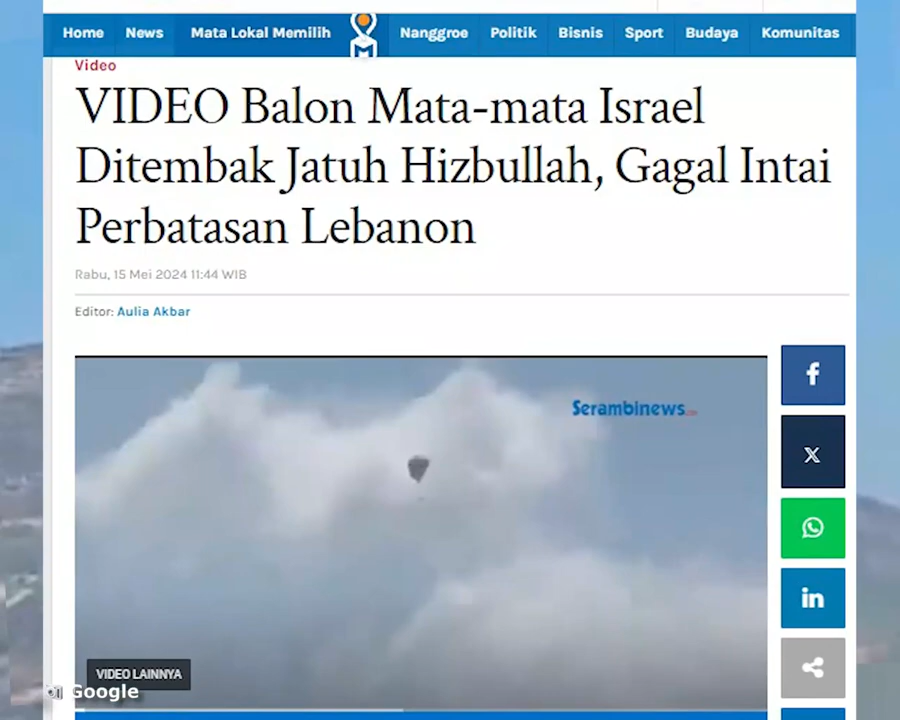 Home News Mata Lokal Memilih Nanggroe Politik Bisnis Sport Budaya Komunitas
Video
VIDEO Balon Mata-mata Israel
Ditembak Jatuh Hizbullah, Gagal Intai
Perbatasan Lebanon
Rabu, 15 Mei 2024 11:44 WIB
Editor: Aulia Akbar
Serambinews.com
VIDEO LAINNYA
Google